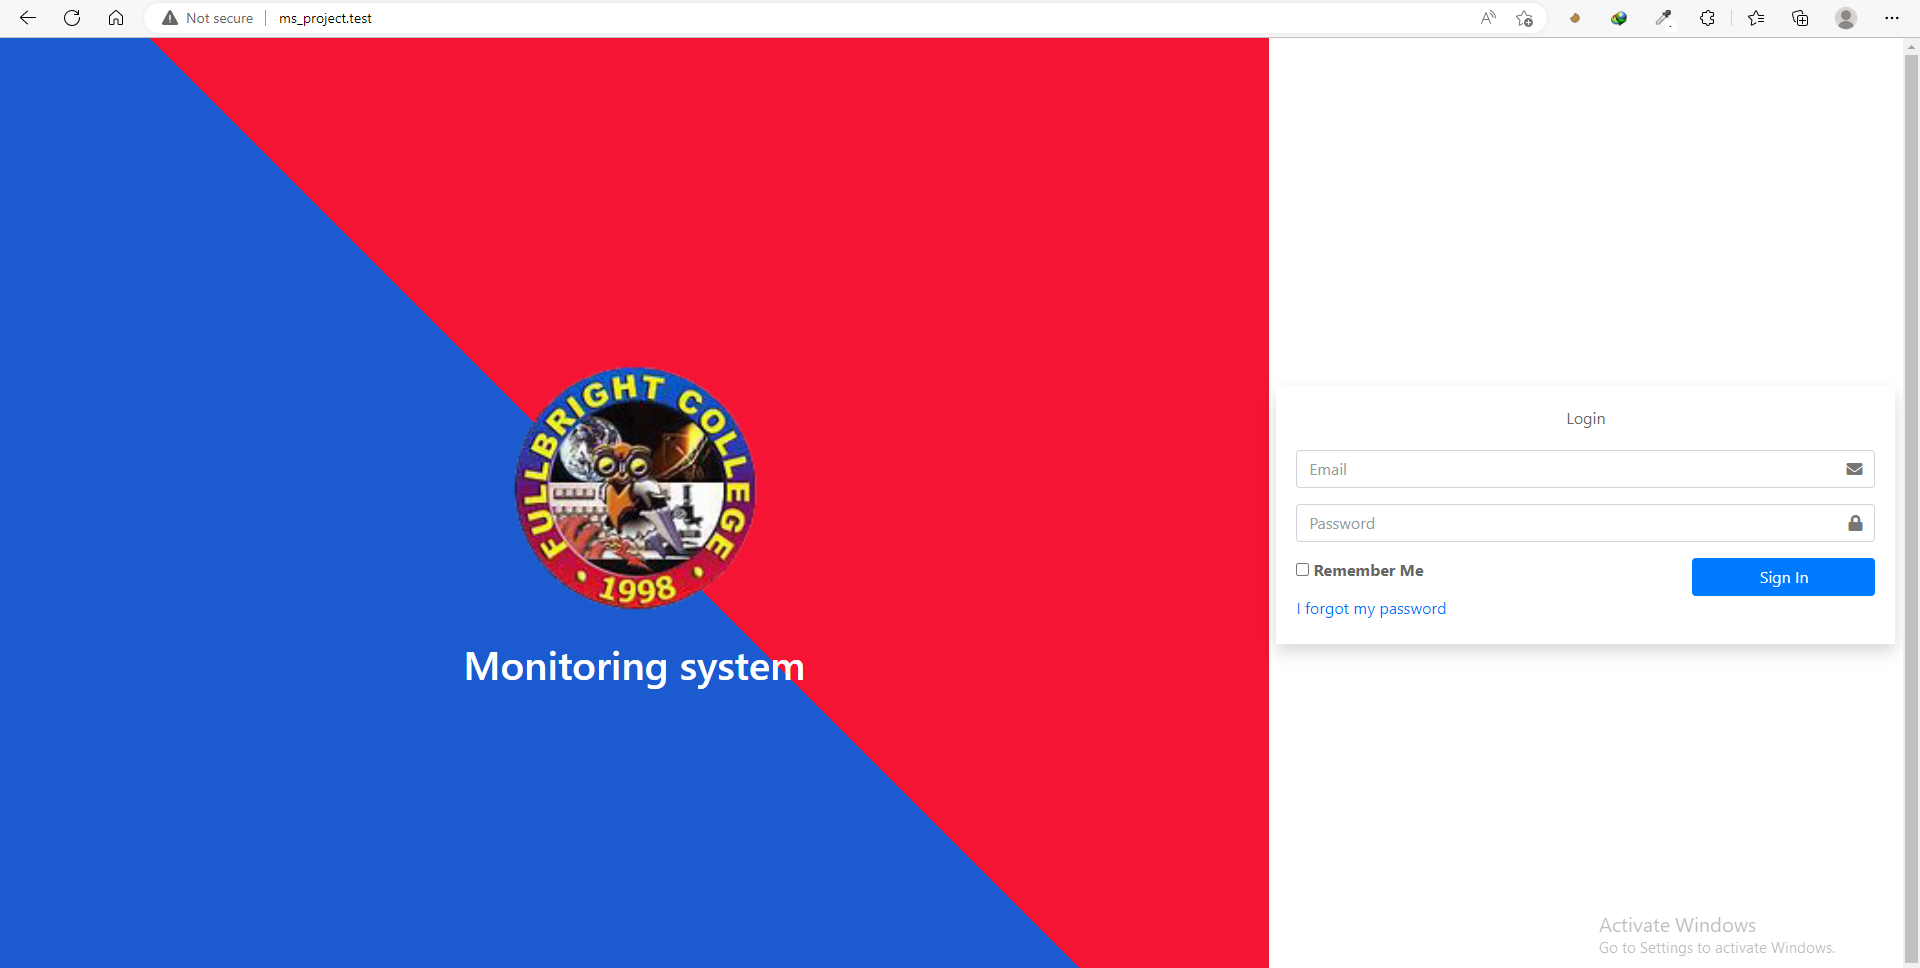 Not secure
ms_project.test
FULLBRIGHT COLLEGE
1998
Monitoring system
Login
Email
Password
Remember Me
Sign In
I forgot my password
Activate Windows
Go to Settings to activate Windows.